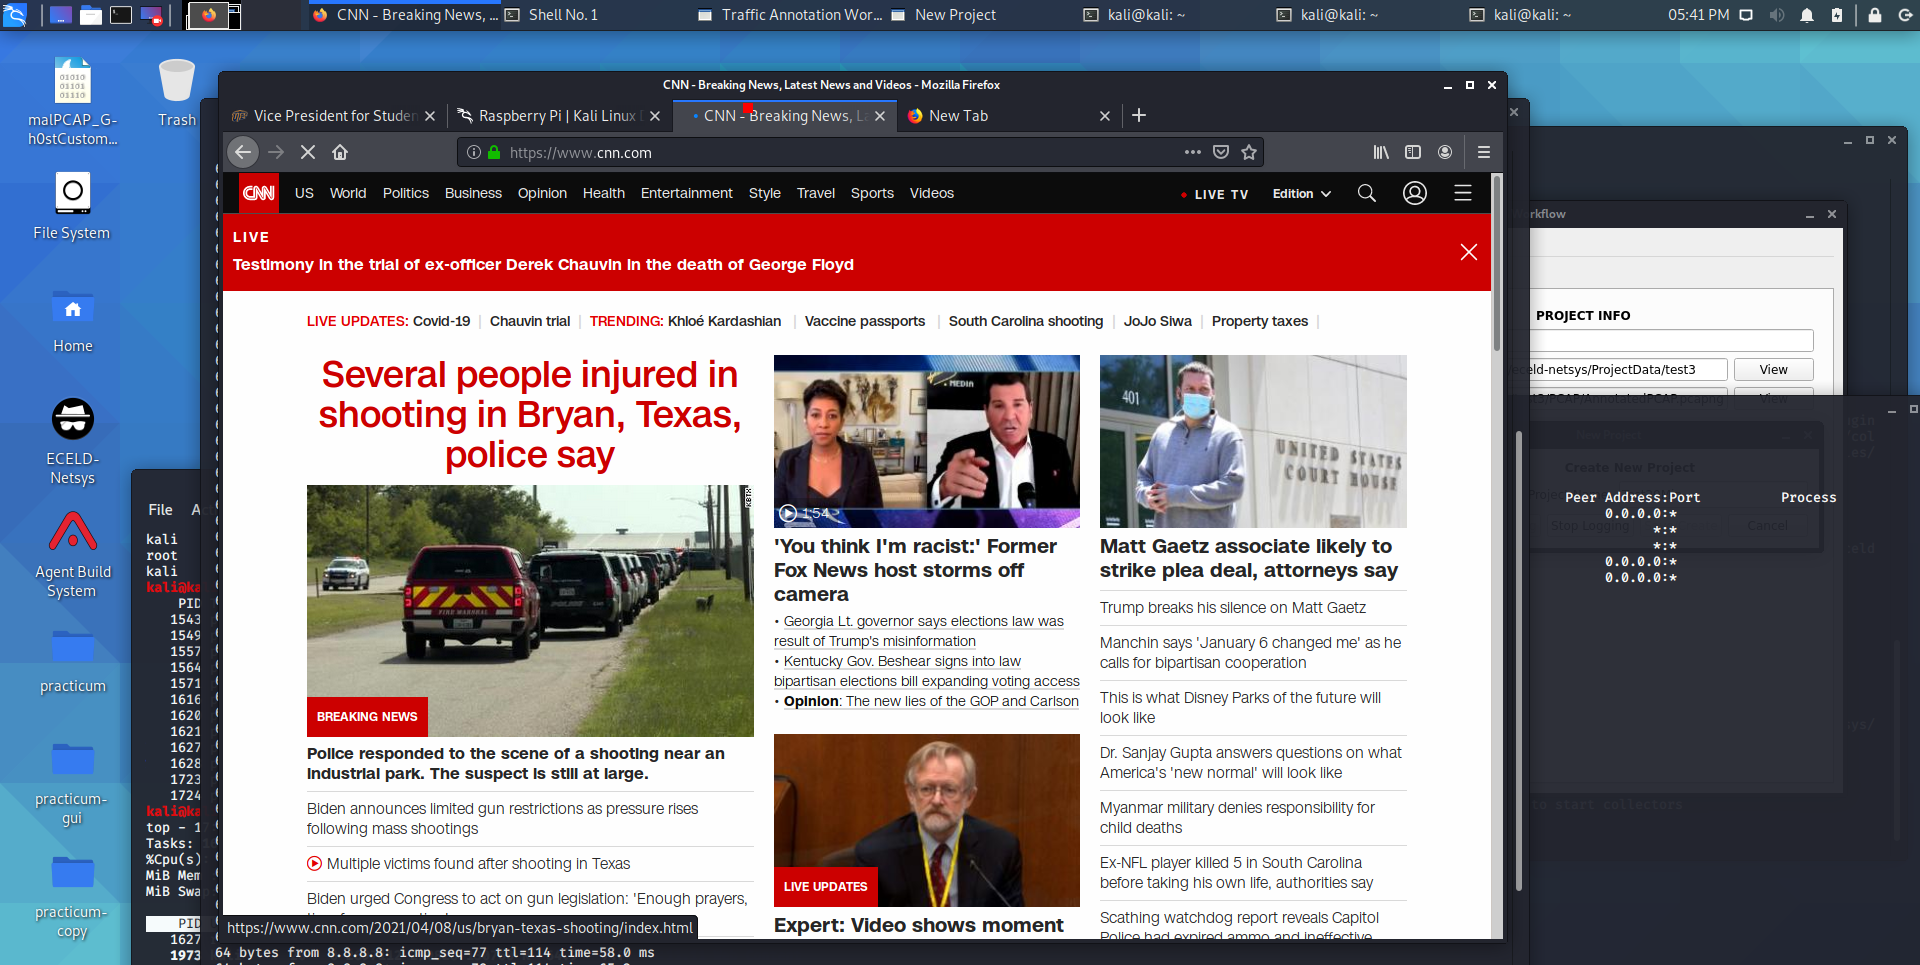 CNN - Breaking News, ...
Shell No. 1
Traffic Annotation Wor...
New Project
kali@kali: ~
kali@kali: ~
kali@kali: ~
05:41 PM
malPCAP_G-
h0stCustom...
Trash
File System
Home
ECELD-
Netsys
Agent Build
System
practicum
practicum-
gui
practicum-
copy
CNN - Breaking News, Latest News and Videos - Mozilla Firefox
Vice President for Studen
Raspberry Pi | Kali Linux
CNN - Breaking News, L
New Tab
https://www.cnn.com
CNN
US World Politics Business Opinion Health Entertainment Style Travel Sports Videos
LIVE TV
Edition
LIVE
Testimony in the trial of ex-officer Derek Chauvin in the death of George Floyd
LIVE UPDATES: Covid-19 | Chauvin trial | TRENDING: Khloé Kardashian | Vaccine passports | South Carolina shooting | JoJo Siwa | Property taxes |
Several people injured in
shooting in Bryan, Texas,
police say
KBTX
FIRE MARSHAL
BREAKING NEWS
Police responded to the scene of a shooting near an
industrial park. The suspect is still at large.
Biden announces limited gun restrictions as pressure rises
following mass shootings
Multiple victims found after shooting in Texas
Biden urged Congress to act on gun legislation: 'Enough prayers,
https://www.cnn.com/2021/04/08/us/bryan-texas-shooting/index.html
MEDIA
1:54
'You think I'm racist:' Former
Fox News host storms off
camera
• Georgia Lt. governor says elections law was
result of Trump's misinformation
• Kentucky Gov. Beshear signs into law
bipartisan elections bill expanding voting access
• Opinion: The new lies of the GOP and Carlson
LIVE UPDATES
Expert: Video shows moment
401
UNITED STATES
COURT HOUSE
Matt Gaetz associate likely to
strike plea deal, attorneys say
Trump breaks his silence on Matt Gaetz
Manchin says 'January 6 changed me' as he
calls for bipartisan cooperation
This is what Disney Parks of the future will
look like
Dr. Sanjay Gupta answers questions on what
America's 'new normal' will look like
Myanmar military denies responsibility for
child deaths
Ex-NFL player killed 5 in South Carolina
before taking his own life, authorities say
Scathing watchdog report reveals Capitol
Police had expired ammo and ineffective
File A
kali
root
kali
kali@ka
PID
1543
1549
1557
1564
1571
1616
1620
1621
1627
1628
1723
1724
kali@ka
top - 1
Tasks:
%Cpu(s)
MiB Mem
MiB Swa
PID
1627
1973
64 bytes from 8.8.8.8: icmp_seq=77 ttl=114 time=58.0 ms
rkflow
PROJECT INFO
eceld-netsys/ProjectData/test3
View
View
Create New Project
Stop Logging
Cancel
Peer Address:Port Process
0.0.0.0:*
*:*
*:*
0.0.0.0:*
0.0.0.0:*
to start collectors